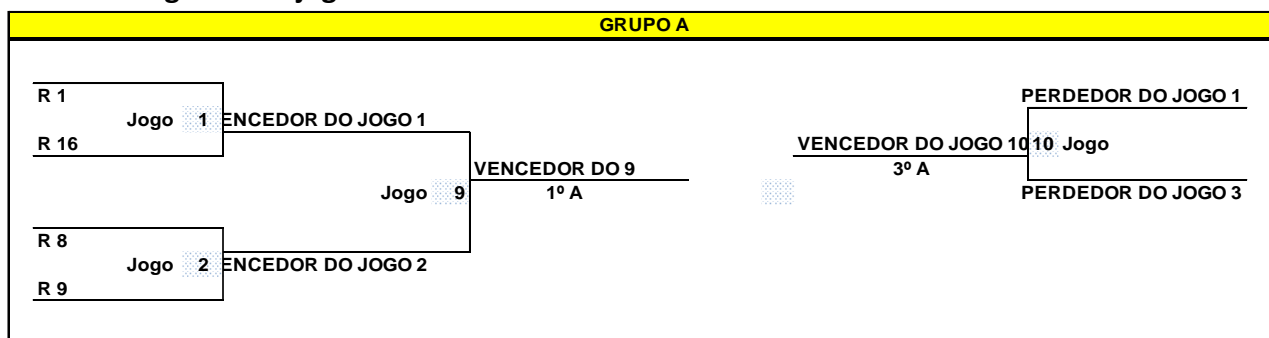 GRUPO A
R 1
Jogo 1 ENCEDOR DO JOGO 1
R 16
VENCEDOR DO 9
Jogo 9 1º A
R 8
Jogo 2 ENCEDOR DO JOGO 2
R 9
PERDEDOR DO JOGO 1
VENCEDOR DO JOGO 10 10 Jogo
3º A
PERDEDOR DO JOGO 3